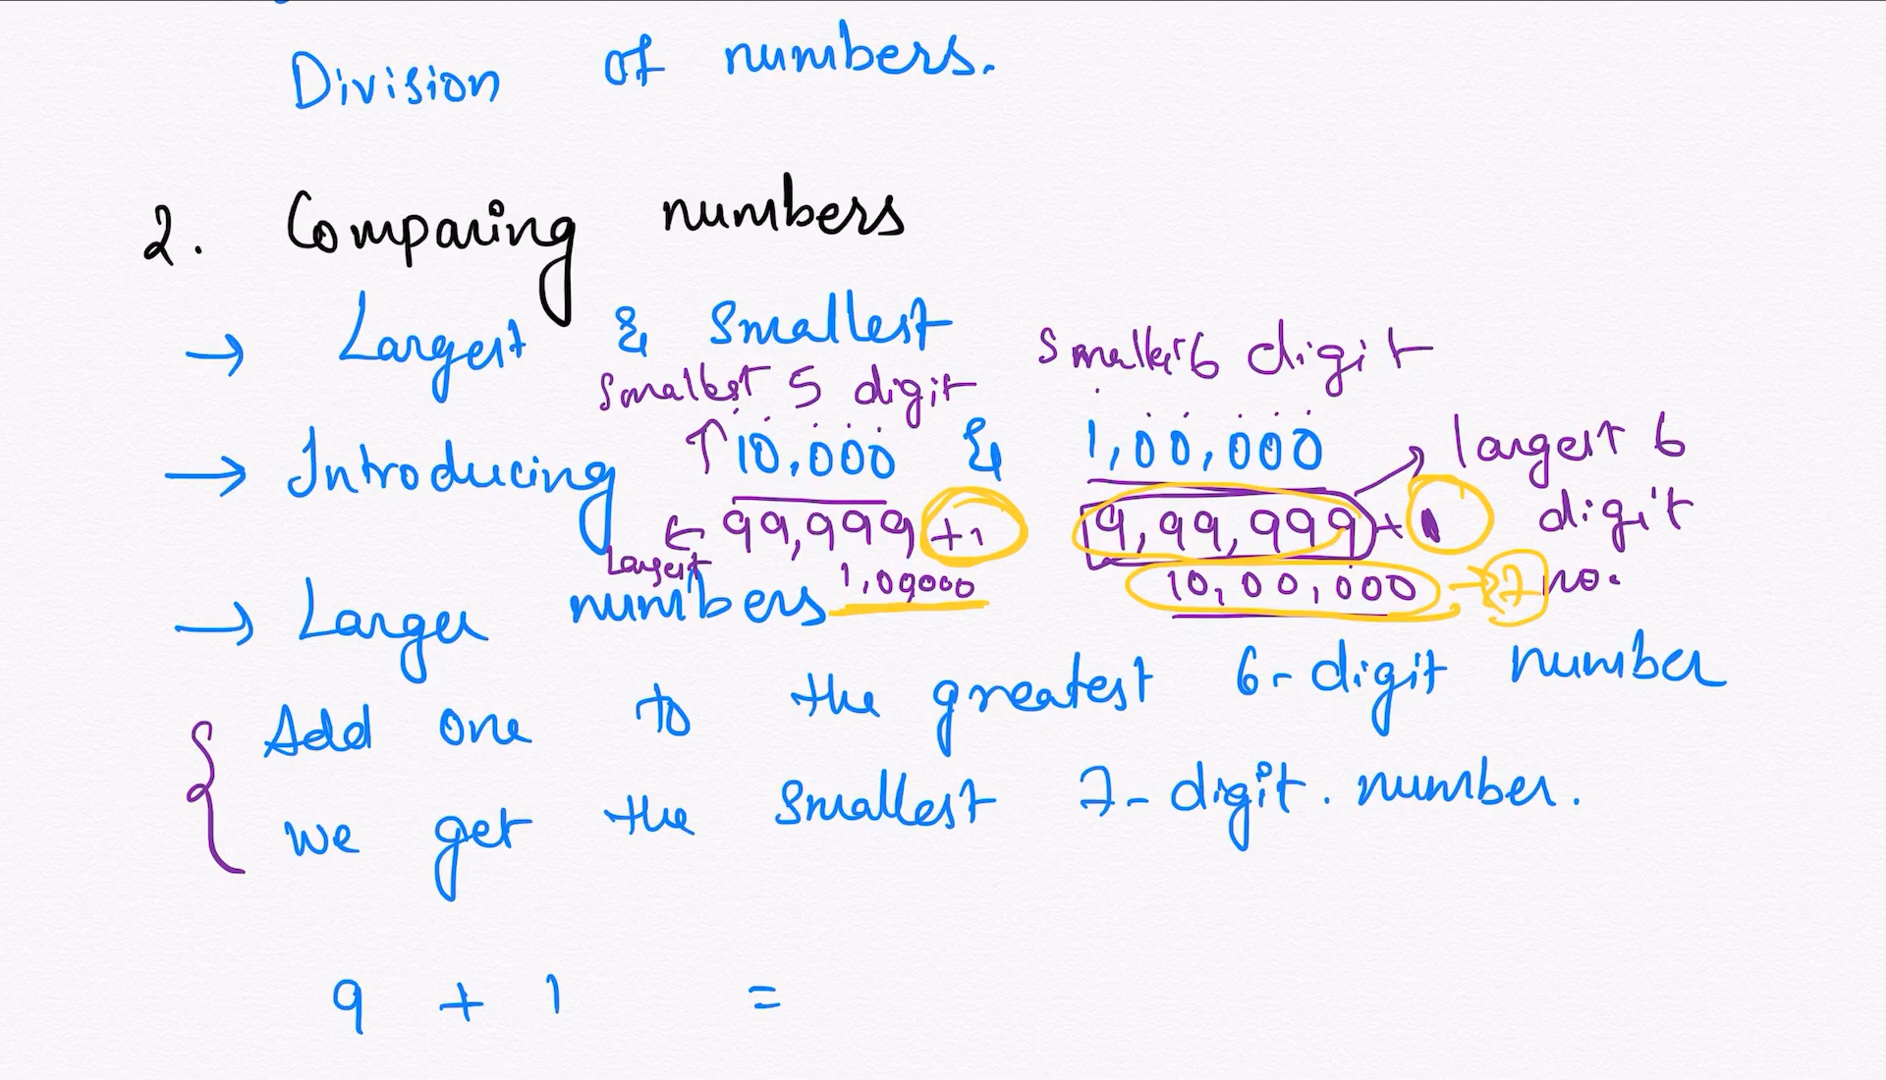 Division of numbers.
2. Comparing numbers
→ Largest & Smallest
Smallest 5 digit
Smallest 6 digit
→ Introducing ↑ 10,000 & 1,00,000 → largest 6 digit no.
← 99,999 +1
Largest
9,99,999 + 1
1,00000
10,00,000 → 7
→ Larger numbers
Add one to the greatest 6-digit number
we get the smallest 7-digit. number.
9 + 1 =